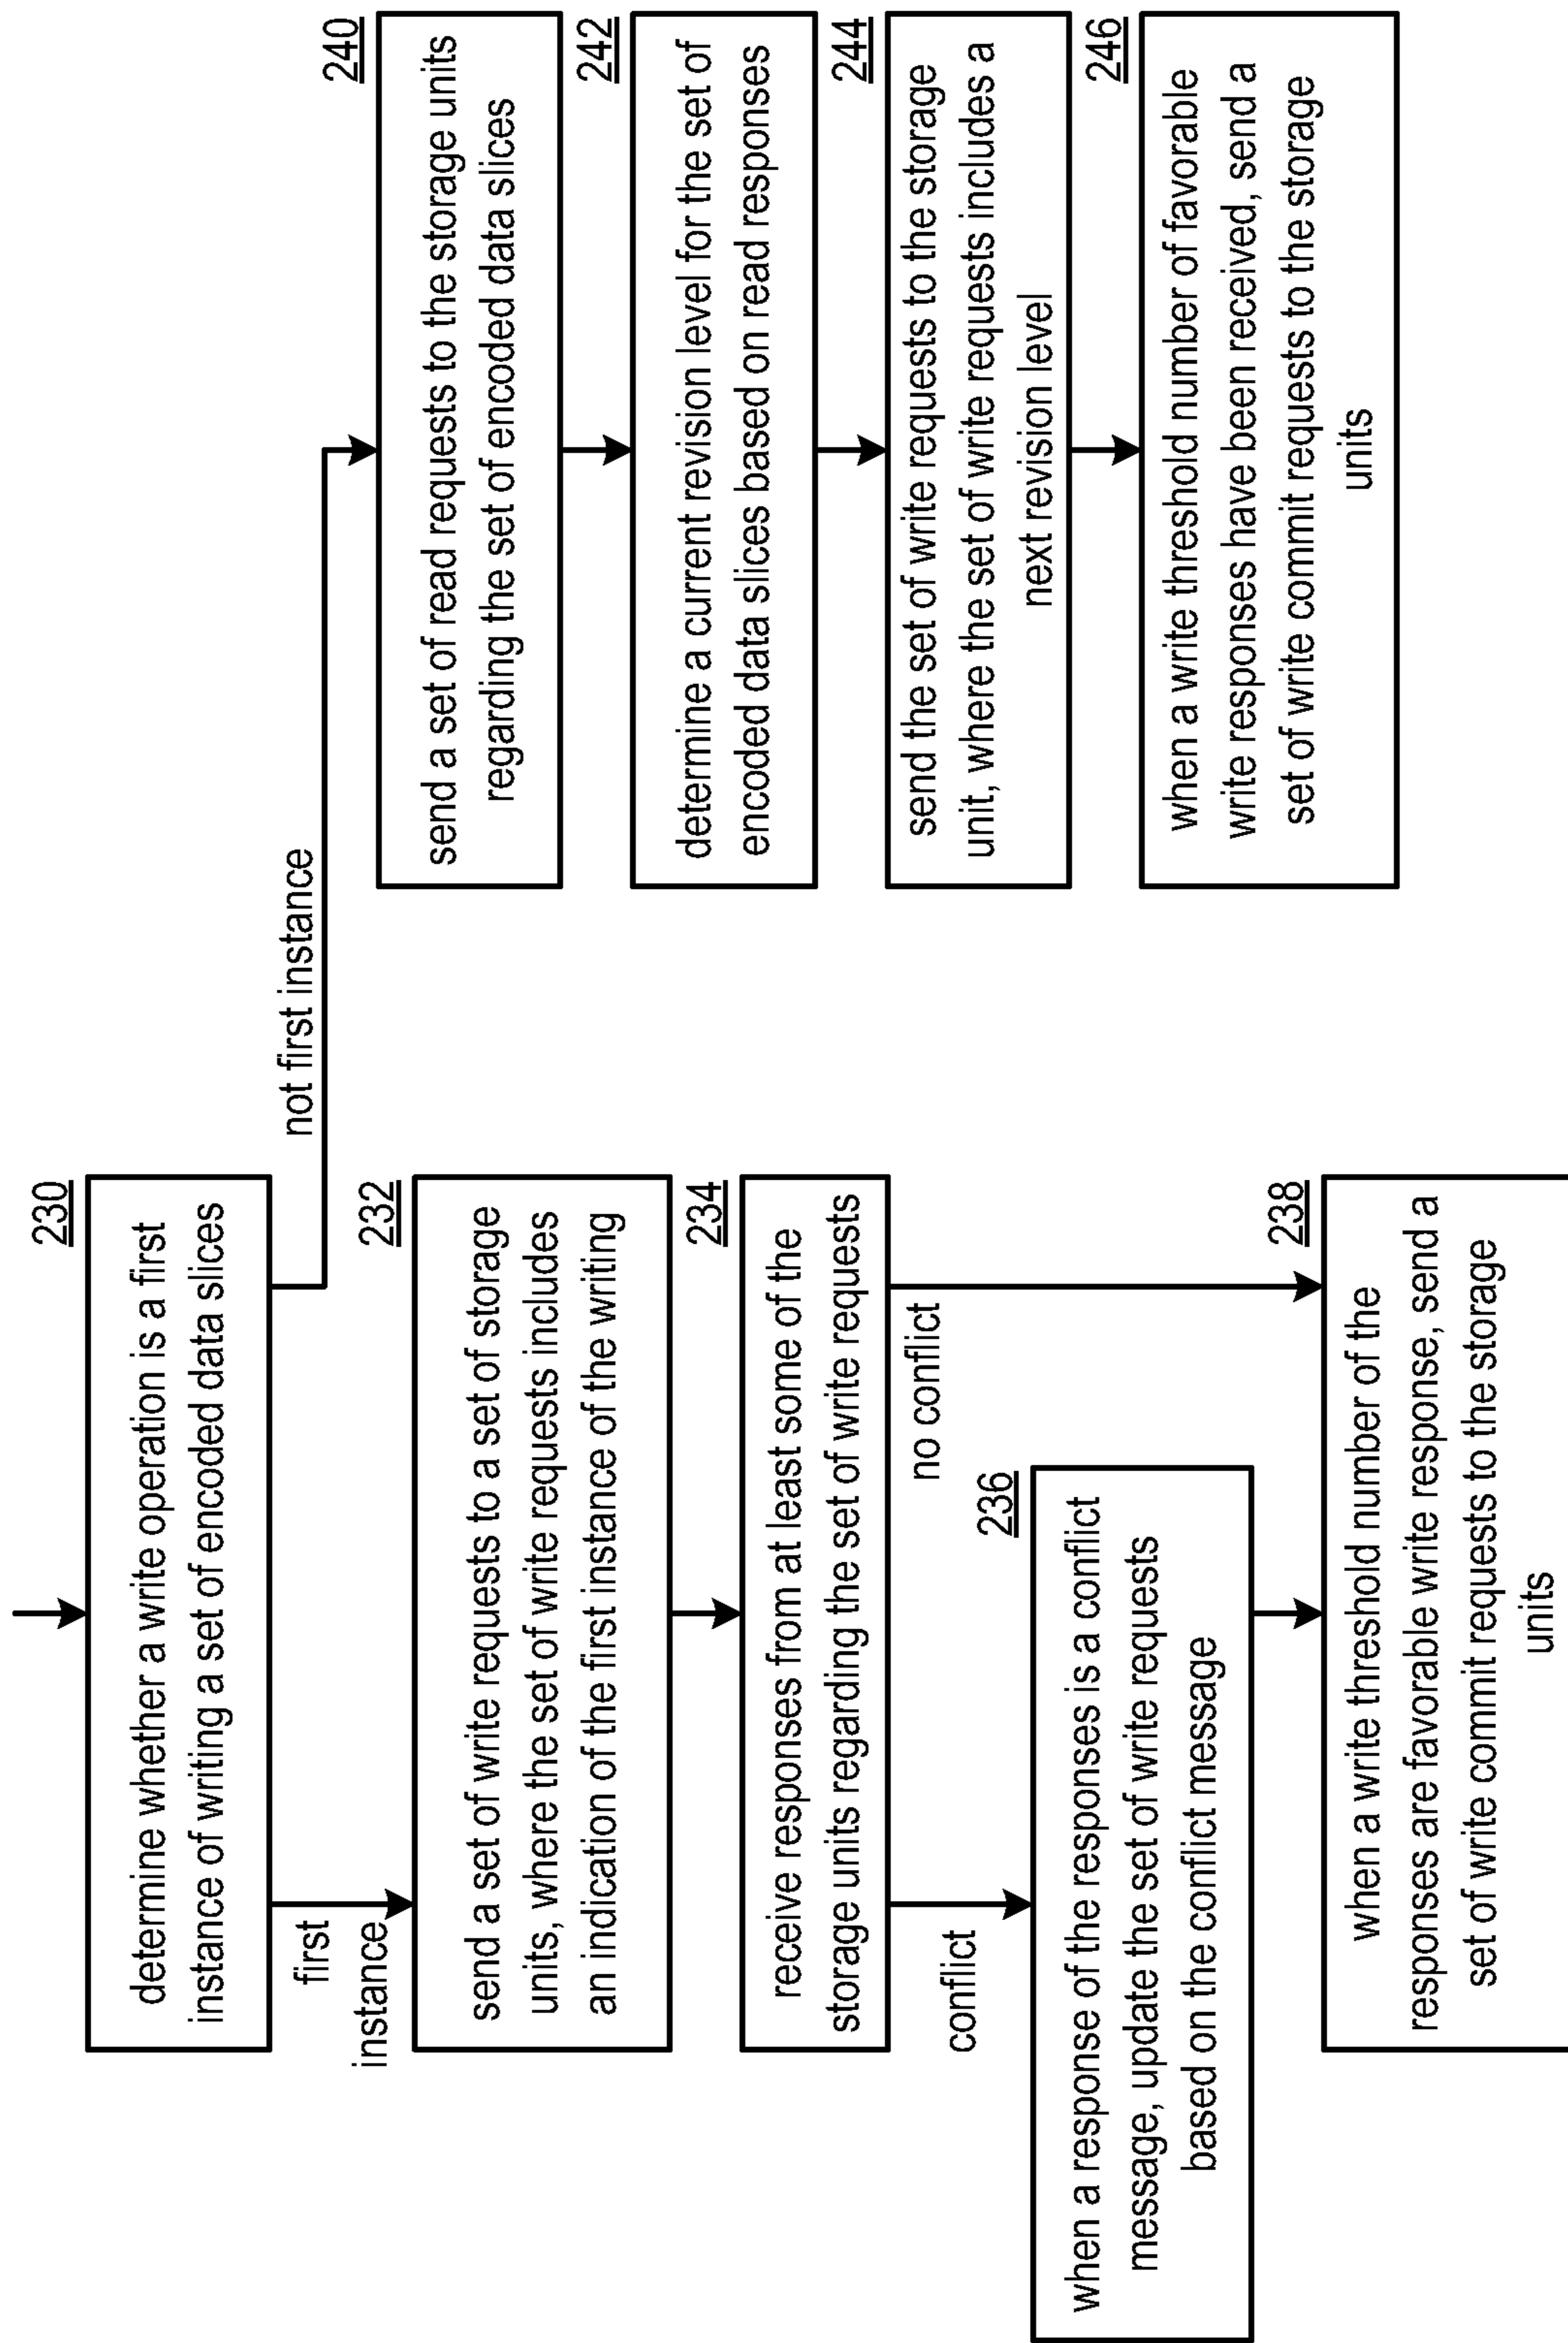 230
determine whether a write operation is a first
instance of writing a set of encoded data slices
first
instance
not first instance
232
send a set of write requests to a set of storage
units, where the set of write requests includes
an indication of the first instance of the writing
234
receive responses from at least some of the
storage units regarding the set of write requests
conflict
no conflict
236
when a response of the responses is a conflict
message, update the set of write requests
based on the conflict message
238
when a write threshold number of the
responses are favorable write response, send a
set of write commit requests to the storage
units
240
send a set of read requests to the storage units
regarding the set of encoded data slices
242
determine a current revision level for the set of
encoded data slices based on read responses
244
send the set of write requests to the storage
unit, where the set of write requests includes a
next revision level
246
when a write threshold number of favorable
write responses have been received, send a
set of write commit requests to the storage
units